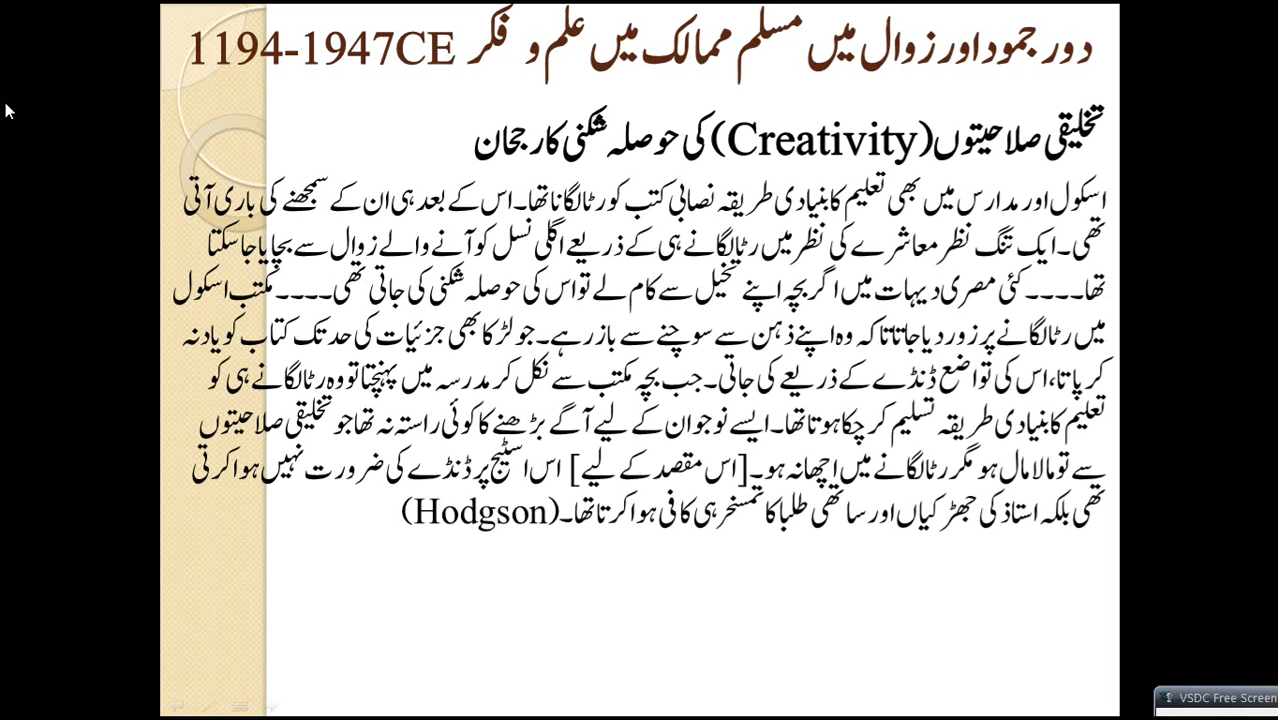 دور جمود اور زوال میں مسلم ممالک میں علم و فکر 1194-1947CE
تخلیقی صلاحیتوں (Creativity) کی حوصلہ شکنی کا رجحان
اسکول اور مدارس میں بھی تعلیم کا بنیادی طریقہ نصابی کتب کو رٹا لگانا تھا۔ اس کے بعد ہی ان کے سمجھنے کی باری آتی
تھی۔ ایک تنگ نظر معاشرے کی نظر میں رٹا لگانے ہی کے ذریعے اگلی نسل کو آنے والے زوال سے بچایا جا سکتا
تھا۔۔۔۔ کئی مصری دیہات میں اگر بچہ اپنے تخیل سے کام لے تو اس کی حوصلہ شکنی کی جاتی تھی۔۔۔۔ مکتب اسکول
میں رٹا لگانے پر زور دیا جاتا تاکہ وہ اپنے ذہن سے سوچنے سے باز رہے۔ جو لڑکا بھی جزئیات کی حد تک کتاب کو یاد نہ
کر پاتا، اس کی تواضع ڈنڈے کے ذریعے کی جاتی۔ جب بچہ مکتب سے نکل کر مدرسہ میں پہنچتا تو وہ رٹا لگانے ہی کو
تعلیم کا بنیادی طریقہ تسلیم کر چکا ہوتا تھا۔ ایسے نوجوان کے لیے آگے بڑھنے کا کوئی راستہ نہ تھا جو تخلیقی صلاحیتوں
سے تو مالا مال ہو مگر رٹا لگانے میں اچھا نہ ہو۔ [اس مقصد کے لیے] اس اسٹیج پر ڈنڈے کی ضرورت نہیں ہوا کرتی
تھی بلکہ استاذ کی جھڑکیاں اور ساتھی طلبا کا تمسخر ہی کافی ہوا کرتا تھا۔ (Hodgson)
VSDC Free Screen